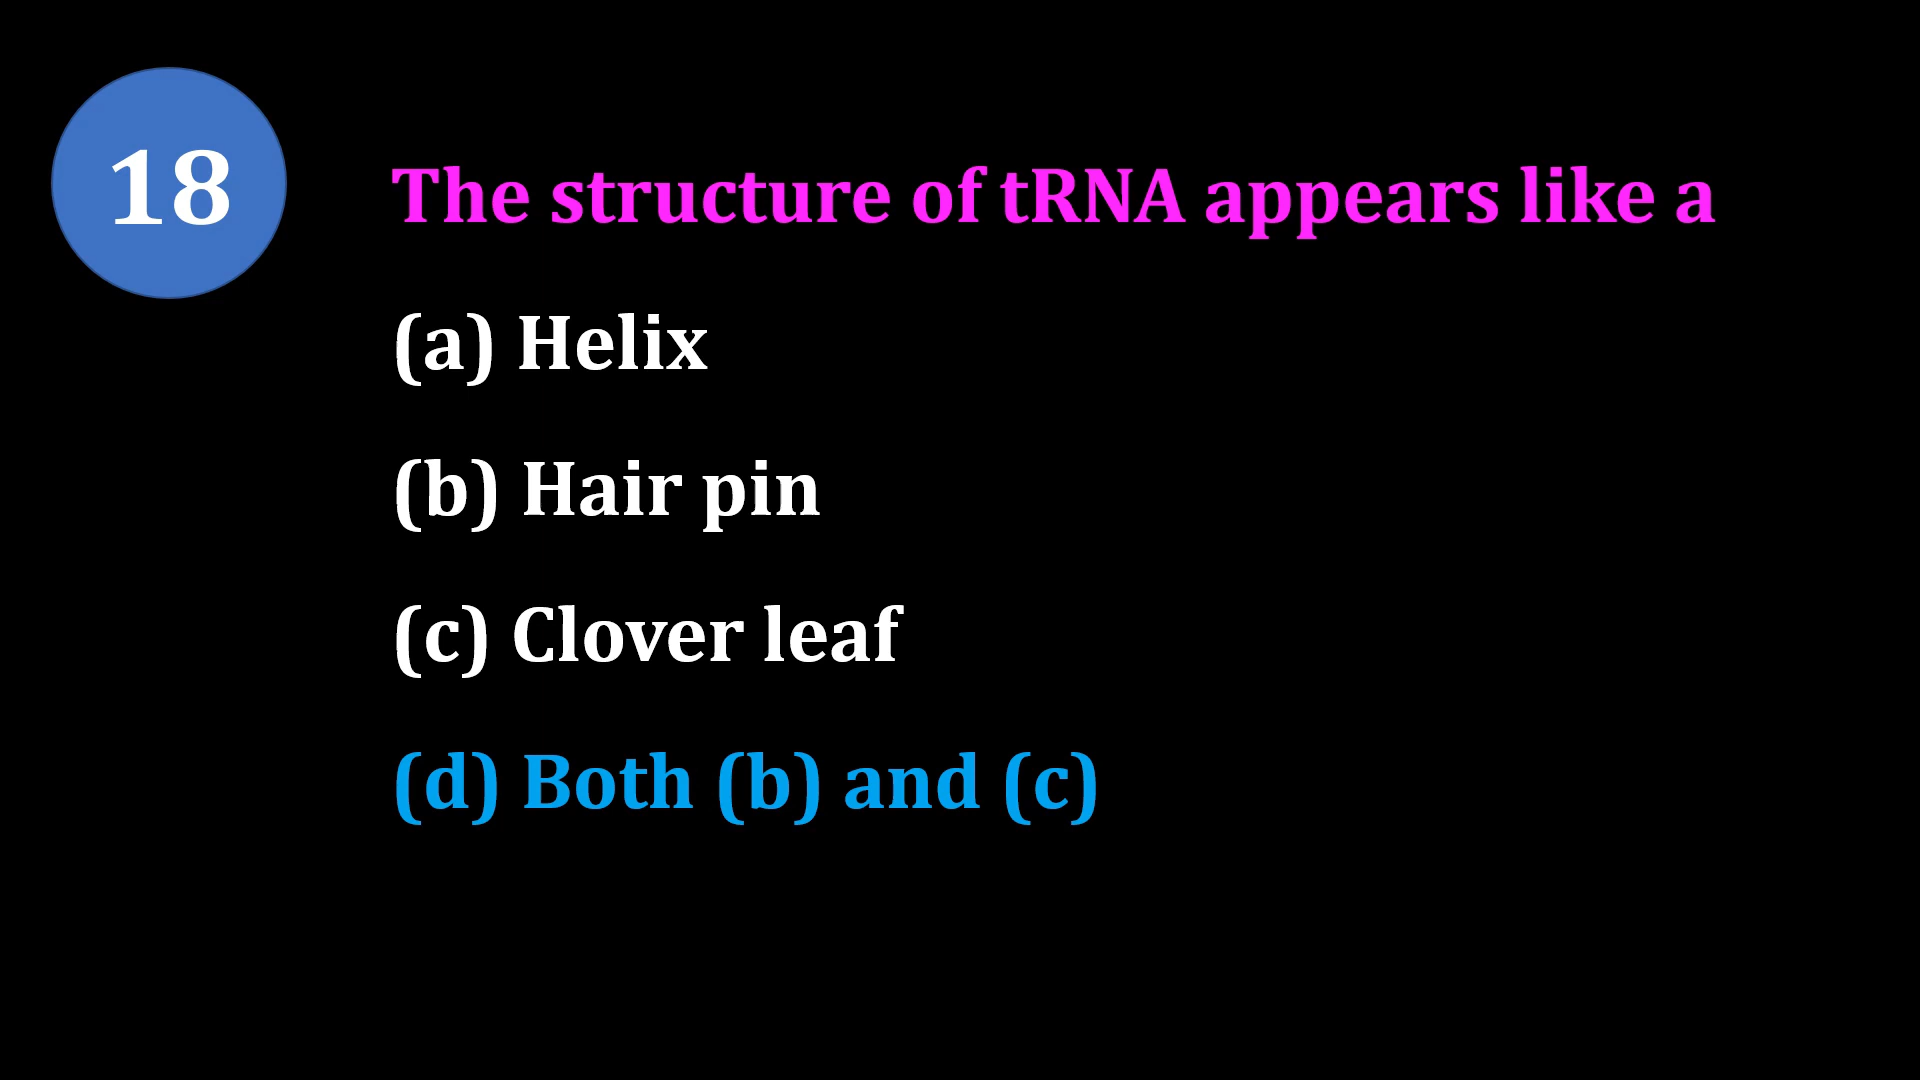 18
The structure of tRNA appears like a
(a) Helix
(b) Hair pin
(c) Clover leaf
(d) Both (b) and (c)